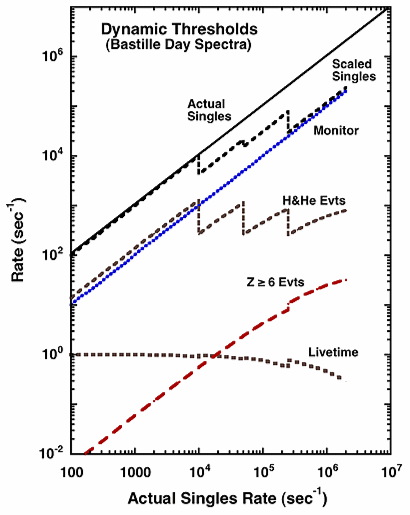 Dynamic Thresholds
(Bastille Day Spectra)
Scaled
Singles
Actual
Singles
Monitor
H&He Evts
Z ≥ 6 Evts
Livetime
Rate (sec⁻¹)
10⁶
10⁴
10²
10⁰
10⁻²
100 1000 10⁴ 10⁵ 10⁶ 10⁷
Actual Singles Rate (sec⁻¹)